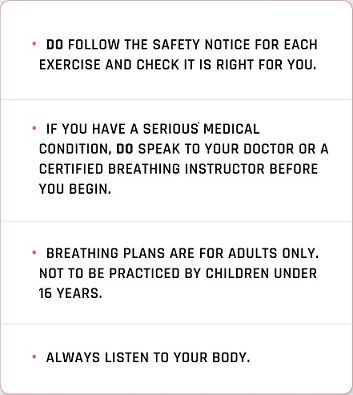 • DO FOLLOW THE SAFETY NOTICE FOR EACH
EXERCISE AND CHECK IT IS RIGHT FOR YOU.
• IF YOU HAVE A SERIOUS MEDICAL
CONDITION, DO SPEAK TO YOUR DOCTOR OR A
CERTIFIED BREATHING INSTRUCTOR BEFORE
YOU BEGIN.
• BREATHING PLANS ARE FOR ADULTS ONLY.
NOT TO BE PRACTICED BY CHILDREN UNDER
16 YEARS.
• ALWAYS LISTEN TO YOUR BODY.